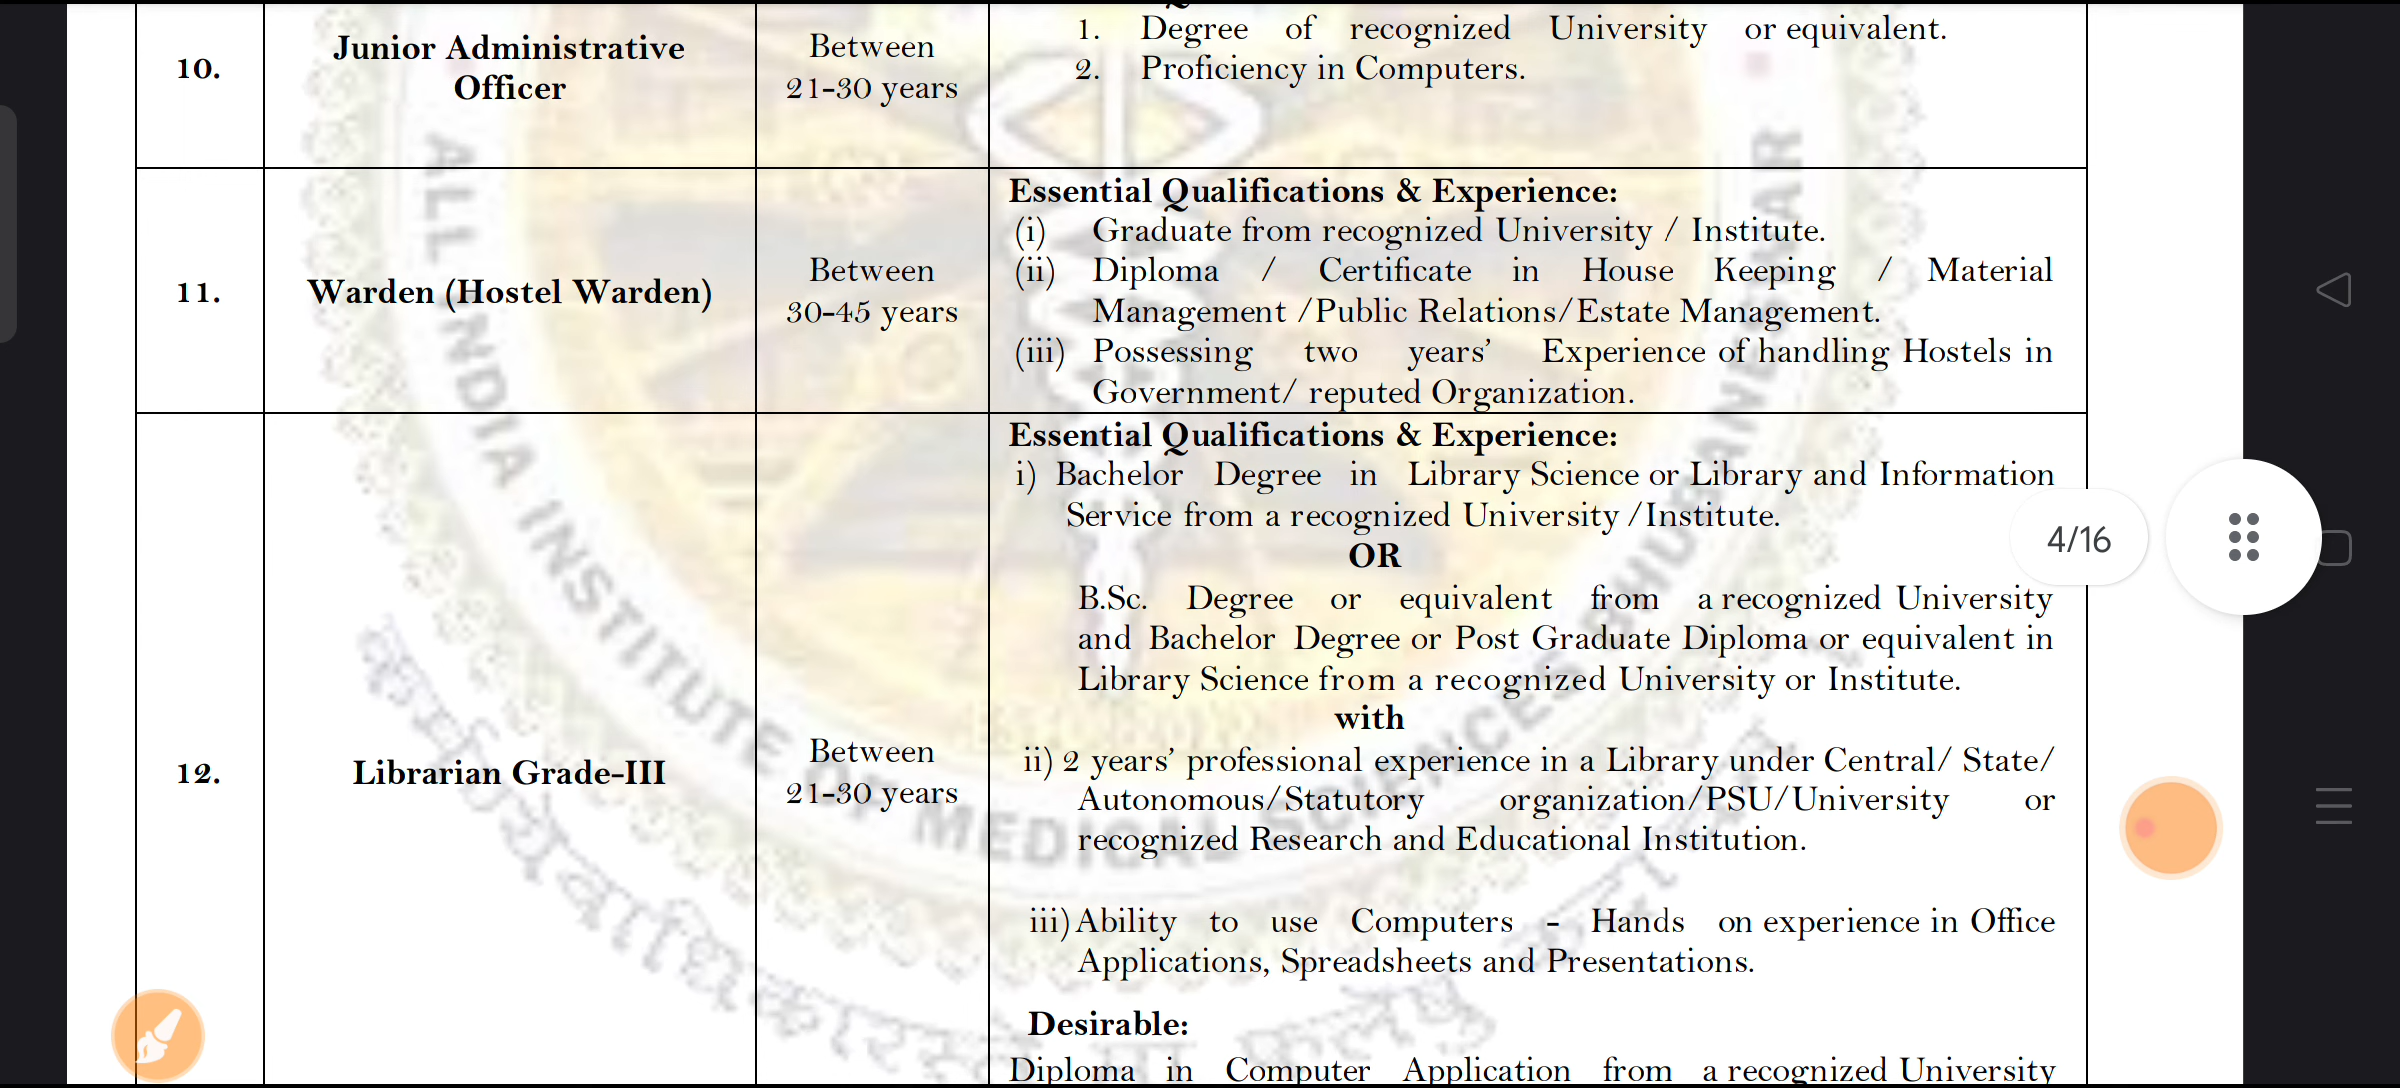 10.
Junior Administrative
Officer
Between
21-30 years
1. Degree of recognized University or equivalent.
2. Proficiency in Computers.
11.
Warden (Hostel Warden)
Between
30-45 years
Essential Qualifications & Experience:
(i) Graduate from recognized University / Institute.
(ii) Diploma / Certificate in House Keeping / Material
Management /Public Relations/Estate Management.
(iii) Possessing two years’ Experience of handling Hostels in
Government/ reputed Organization.
12.
Librarian Grade-III
Between
21-30 years
Essential Qualifications & Experience:
i) Bachelor Degree in Library Science or Library and Information
Service from a recognized University /Institute.
OR
B.Sc. Degree or equivalent from a recognized University
and Bachelor Degree or Post Graduate Diploma or equivalent in
Library Science from a recognized University or Institute.
with
ii) 2 years’ professional experience in a Library under Central/ State/
Autonomous/Statutory organization/PSU/University or
recognized Research and Educational Institution.
iii) Ability to use Computers - Hands on experience in Office
Applications, Spreadsheets and Presentations.
Desirable:
Diploma in Computer Application from a recognized University
4/16
ALL INDIA INSTITUTE OF MEDICAL SCIENCES BHUBANESWAR